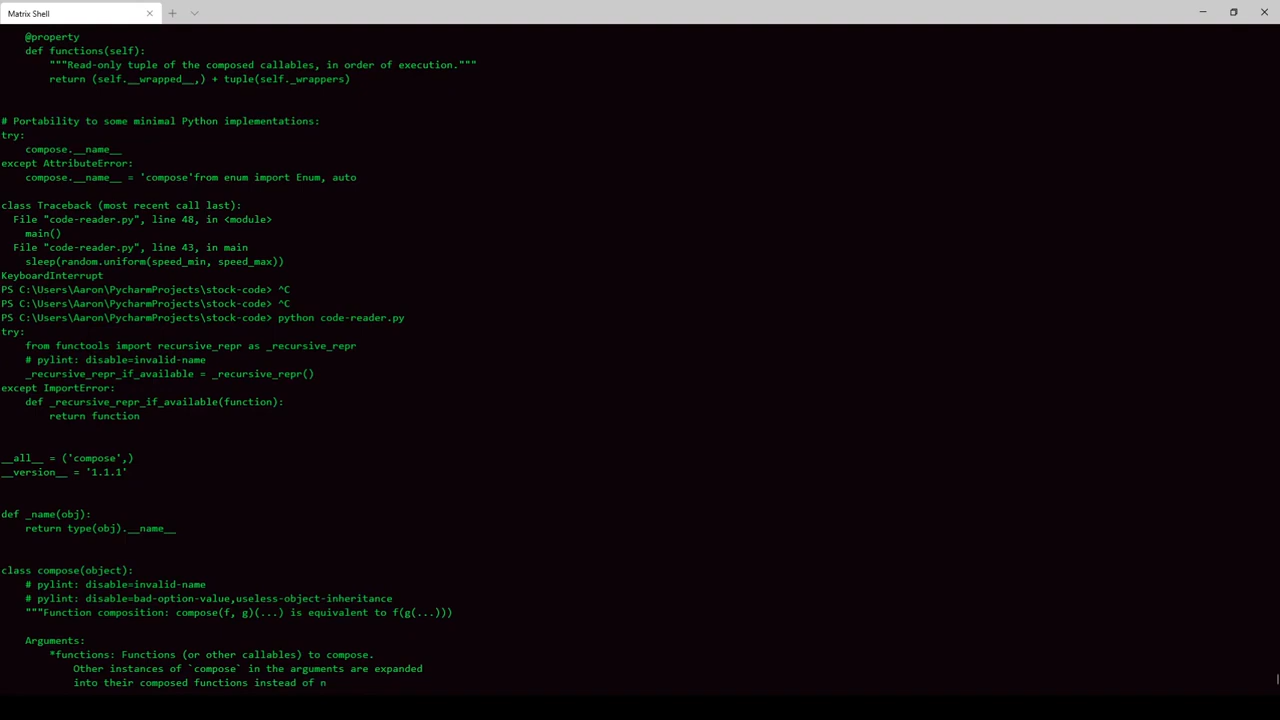 Matrix Shell
    @property
    def functions(self):
        """Read-only tuple of the composed callables, in order of execution."""
        return (self.__wrapped__,) + tuple(self._wrappers)
# Portability to some minimal Python implementations:
try:
    compose.__name__
except AttributeError:
    compose.__name__ = 'compose'from enum import Enum, auto
class Traceback (most recent call last):
  File "code-reader.py", line 48, in <module>
    main()
  File "code-reader.py", line 43, in main
    sleep(random.uniform(speed_min, speed_max))
KeyboardInterrupt
PS C:\Users\Aaron\PycharmProjects\stock-code> ^C
PS C:\Users\Aaron\PycharmProjects\stock-code> ^C
PS C:\Users\Aaron\PycharmProjects\stock-code> python code-reader.py
try:
    from functools import recursive_repr as _recursive_repr
    # pylint: disable=invalid-name
    _recursive_repr_if_available = _recursive_repr()
except ImportError:
    def _recursive_repr_if_available(function):
        return function
__all__ = ('compose',)
__version__ = '1.1.1'
def _name(obj):
    return type(obj).__name__
class compose(object):
    # pylint: disable=invalid-name
    # pylint: disable=bad-option-value,useless-object-inheritance
    """Function composition: compose(f, g)(...) is equivalent to f(g(...)))
    Arguments:
        *functions: Functions (or other callables) to compose.
            Other instances of `compose` in the arguments are expanded
            into their composed functions instead of n